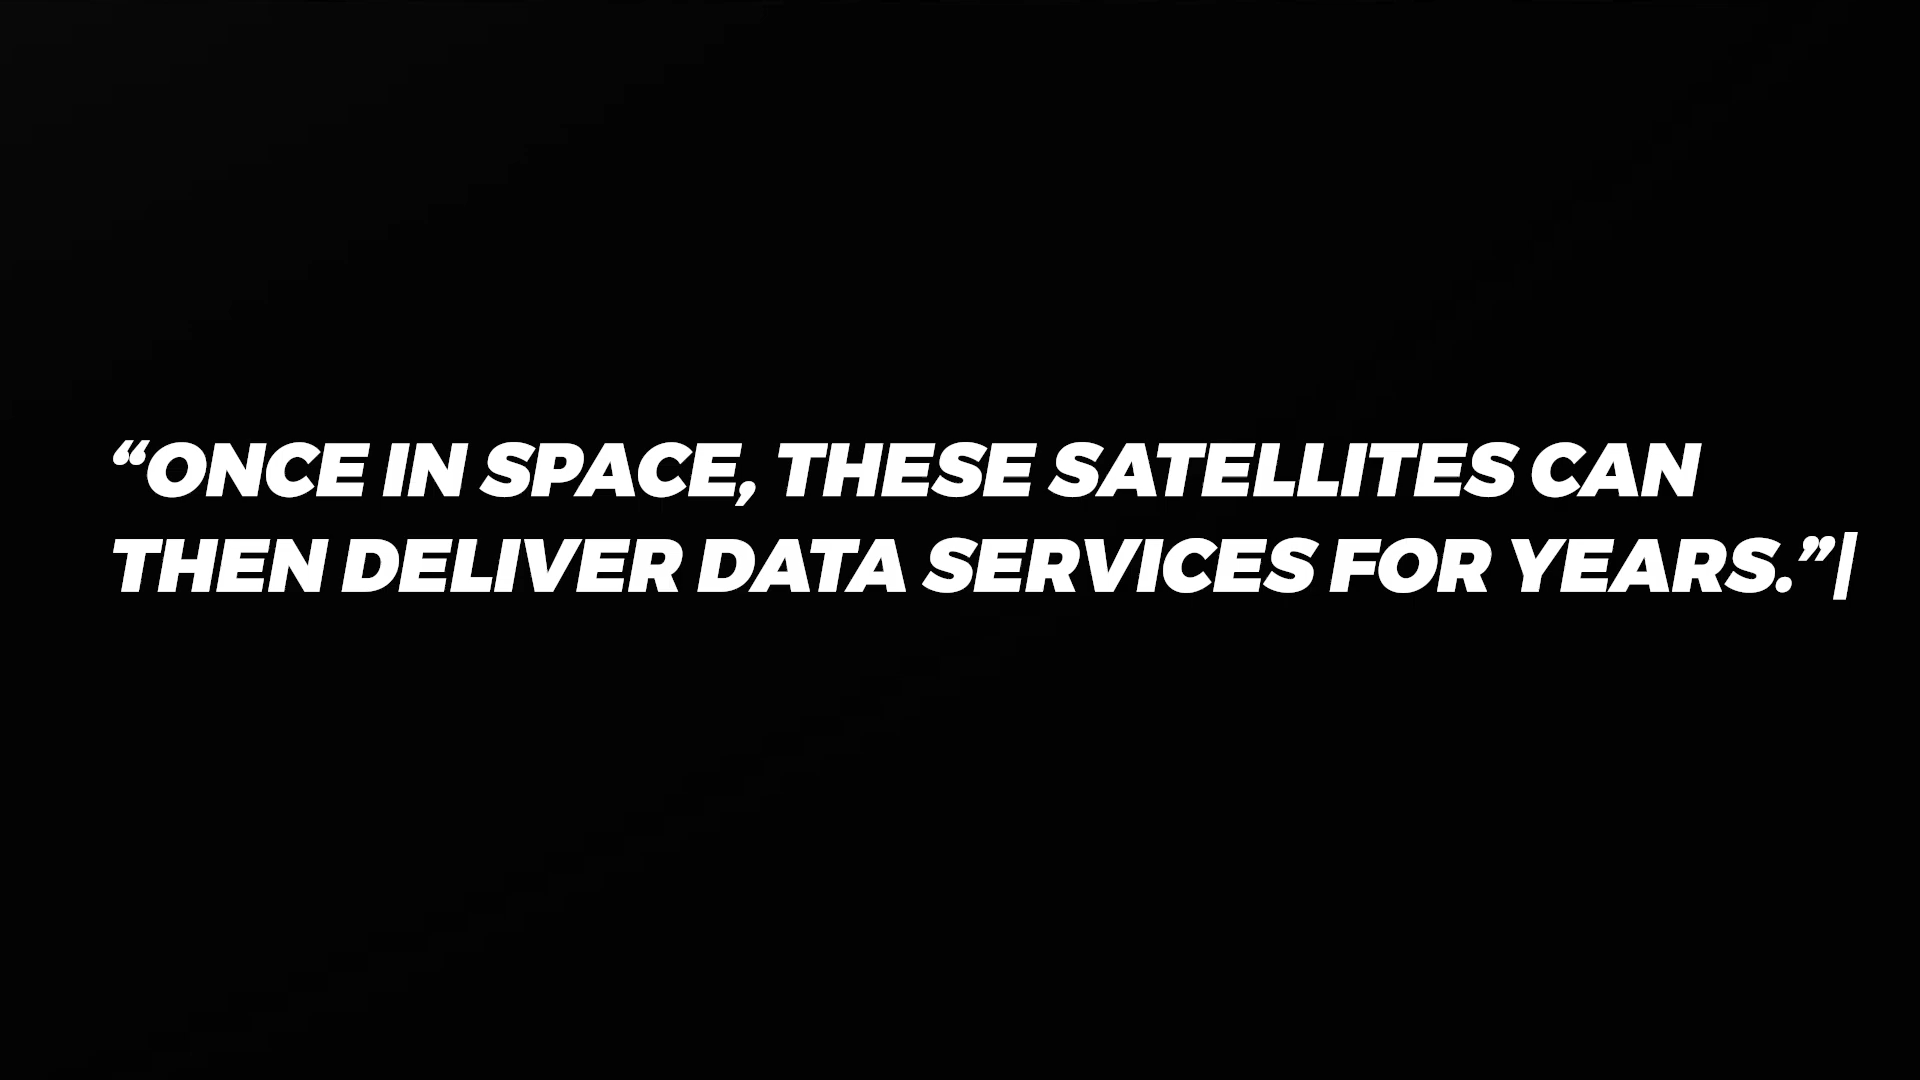 “ONCE IN SPACE, THESE SATELLITES CAN
THEN DELIVER DATA SERVICES FOR YEARS.”|